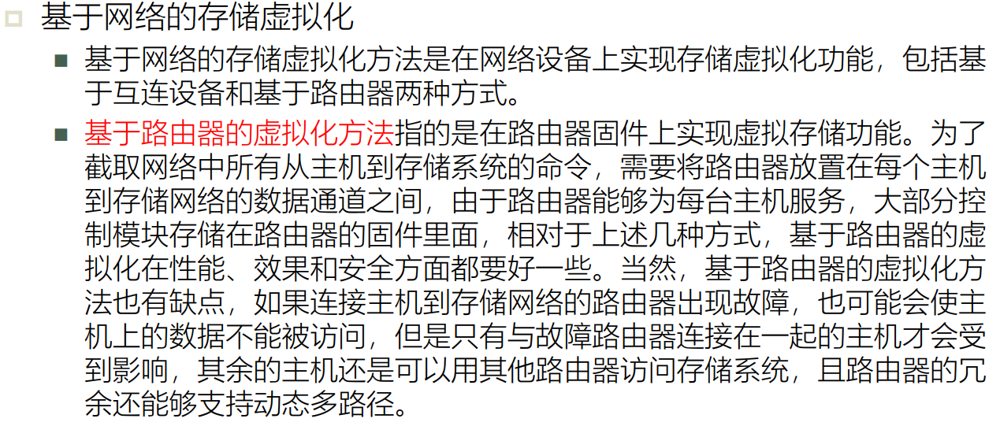 基于网络的存储虚拟化
基于网络的存储虚拟化方法是在网络设备上实现存储虚拟化功能，包括基
于互连设备和基于路由器两种方式。
基于路由器的虚拟化方法指的是在路由器固件上实现虚拟存储功能。为了
截取网络中所有从主机到存储系统的命令，需要将路由器放置在每个主机
到存储网络的数据通道之间，由于路由器能够为每台主机服务，大部分控
制模块存储在路由器的固件里面，相对于上述几种方式，基于路由器的虚
拟化在性能、效果和安全方面都要好一些。当然，基于路由器的虚拟化方
法也有缺点，如果连接主机到存储网络的路由器出现故障，也可能会使主
机上的数据不能被访问，但是只有与故障路由器连接在一起的主机才会受
到影响，其余的主机还是可以用其他路由器访问存储系统，且路由器的冗
余还能够支持动态多路径。